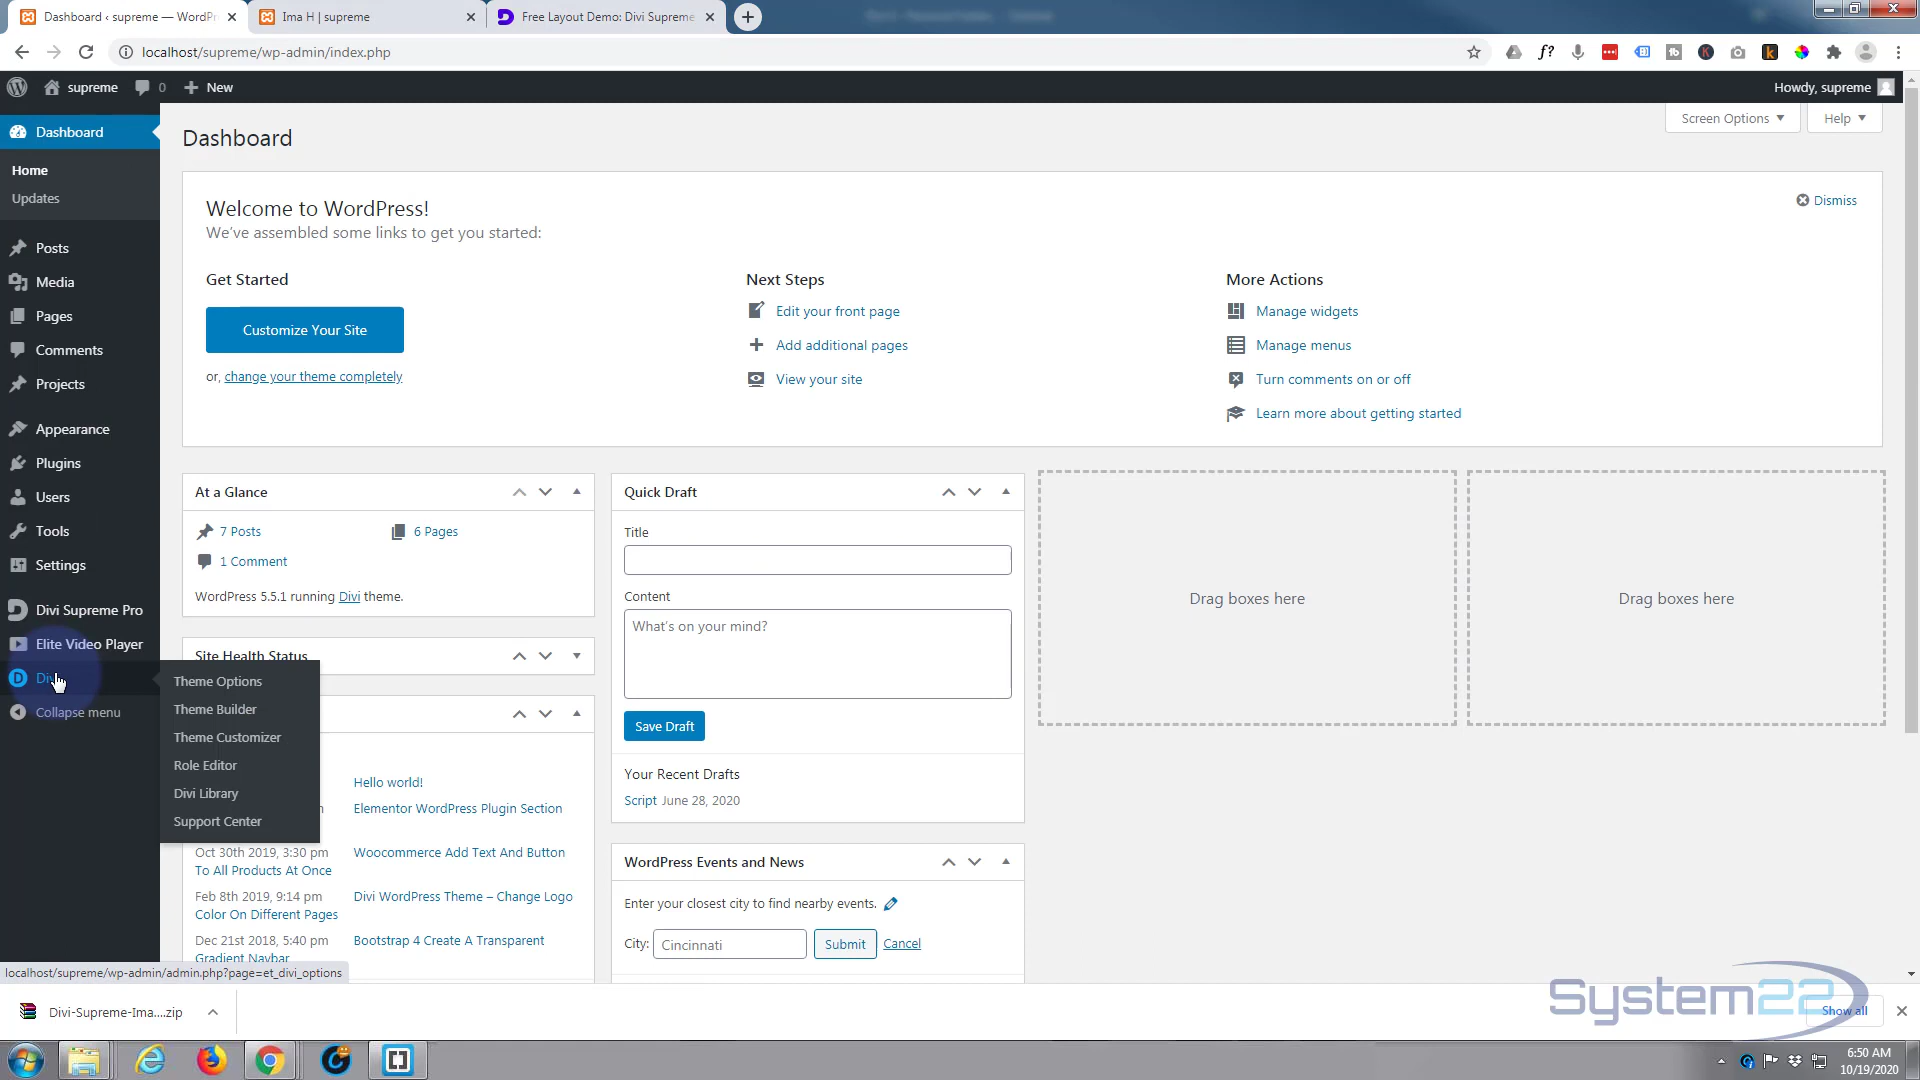 Dashboard ‹ supreme — WordPr
Ima H | supreme
Free Layout Demo: Divi Supreme
localhost/supreme/wp-admin/index.php
supreme
0
New
Howdy, supreme
Dashboard
Home
Updates
Posts
Media
Pages
Comments
Projects
Appearance
Plugins
Users
Tools
Settings
Divi Supreme Pro
Elite Video Player
Divi
Collapse menu
Theme Options
Theme Builder
Theme Customizer
Role Editor
Divi Library
Support Center
Dashboard
Screen Options
Help
Welcome to WordPress!
We've assembled some links to get you started:
Dismiss
Get Started
Customize Your Site
or, change your theme completely
Next Steps
Edit your front page
Add additional pages
View your site
More Actions
Manage widgets
Manage menus
Turn comments on or off
Learn more about getting started
At a Glance
7 Posts
6 Pages
1 Comment
WordPress 5.5.1 running Divi theme.
Site Health Status
Hello world!
Elementor WordPress Plugin Section
Oct 30th 2019, 3:30 pm
Woocommerce Add Text And Button
To All Products At Once
Feb 8th 2019, 9:14 pm
Divi WordPress Theme – Change Logo
Color On Different Pages
Dec 21st 2018, 5:40 pm
Bootstrap 4 Create A Transparent
Gradient Navbar
Quick Draft
Title
Content
What's on your mind?
Save Draft
Your Recent Drafts
Script June 28, 2020
WordPress Events and News
Enter your closest city to find nearby events.
City:
Cincinnati
Submit
Cancel
Drag boxes here
Drag boxes here
localhost/supreme/wp-admin/admin.php?page=et_divi_options
Divi-Supreme-Ima....zip
System22
Show all
6:50 AM
10/19/2020